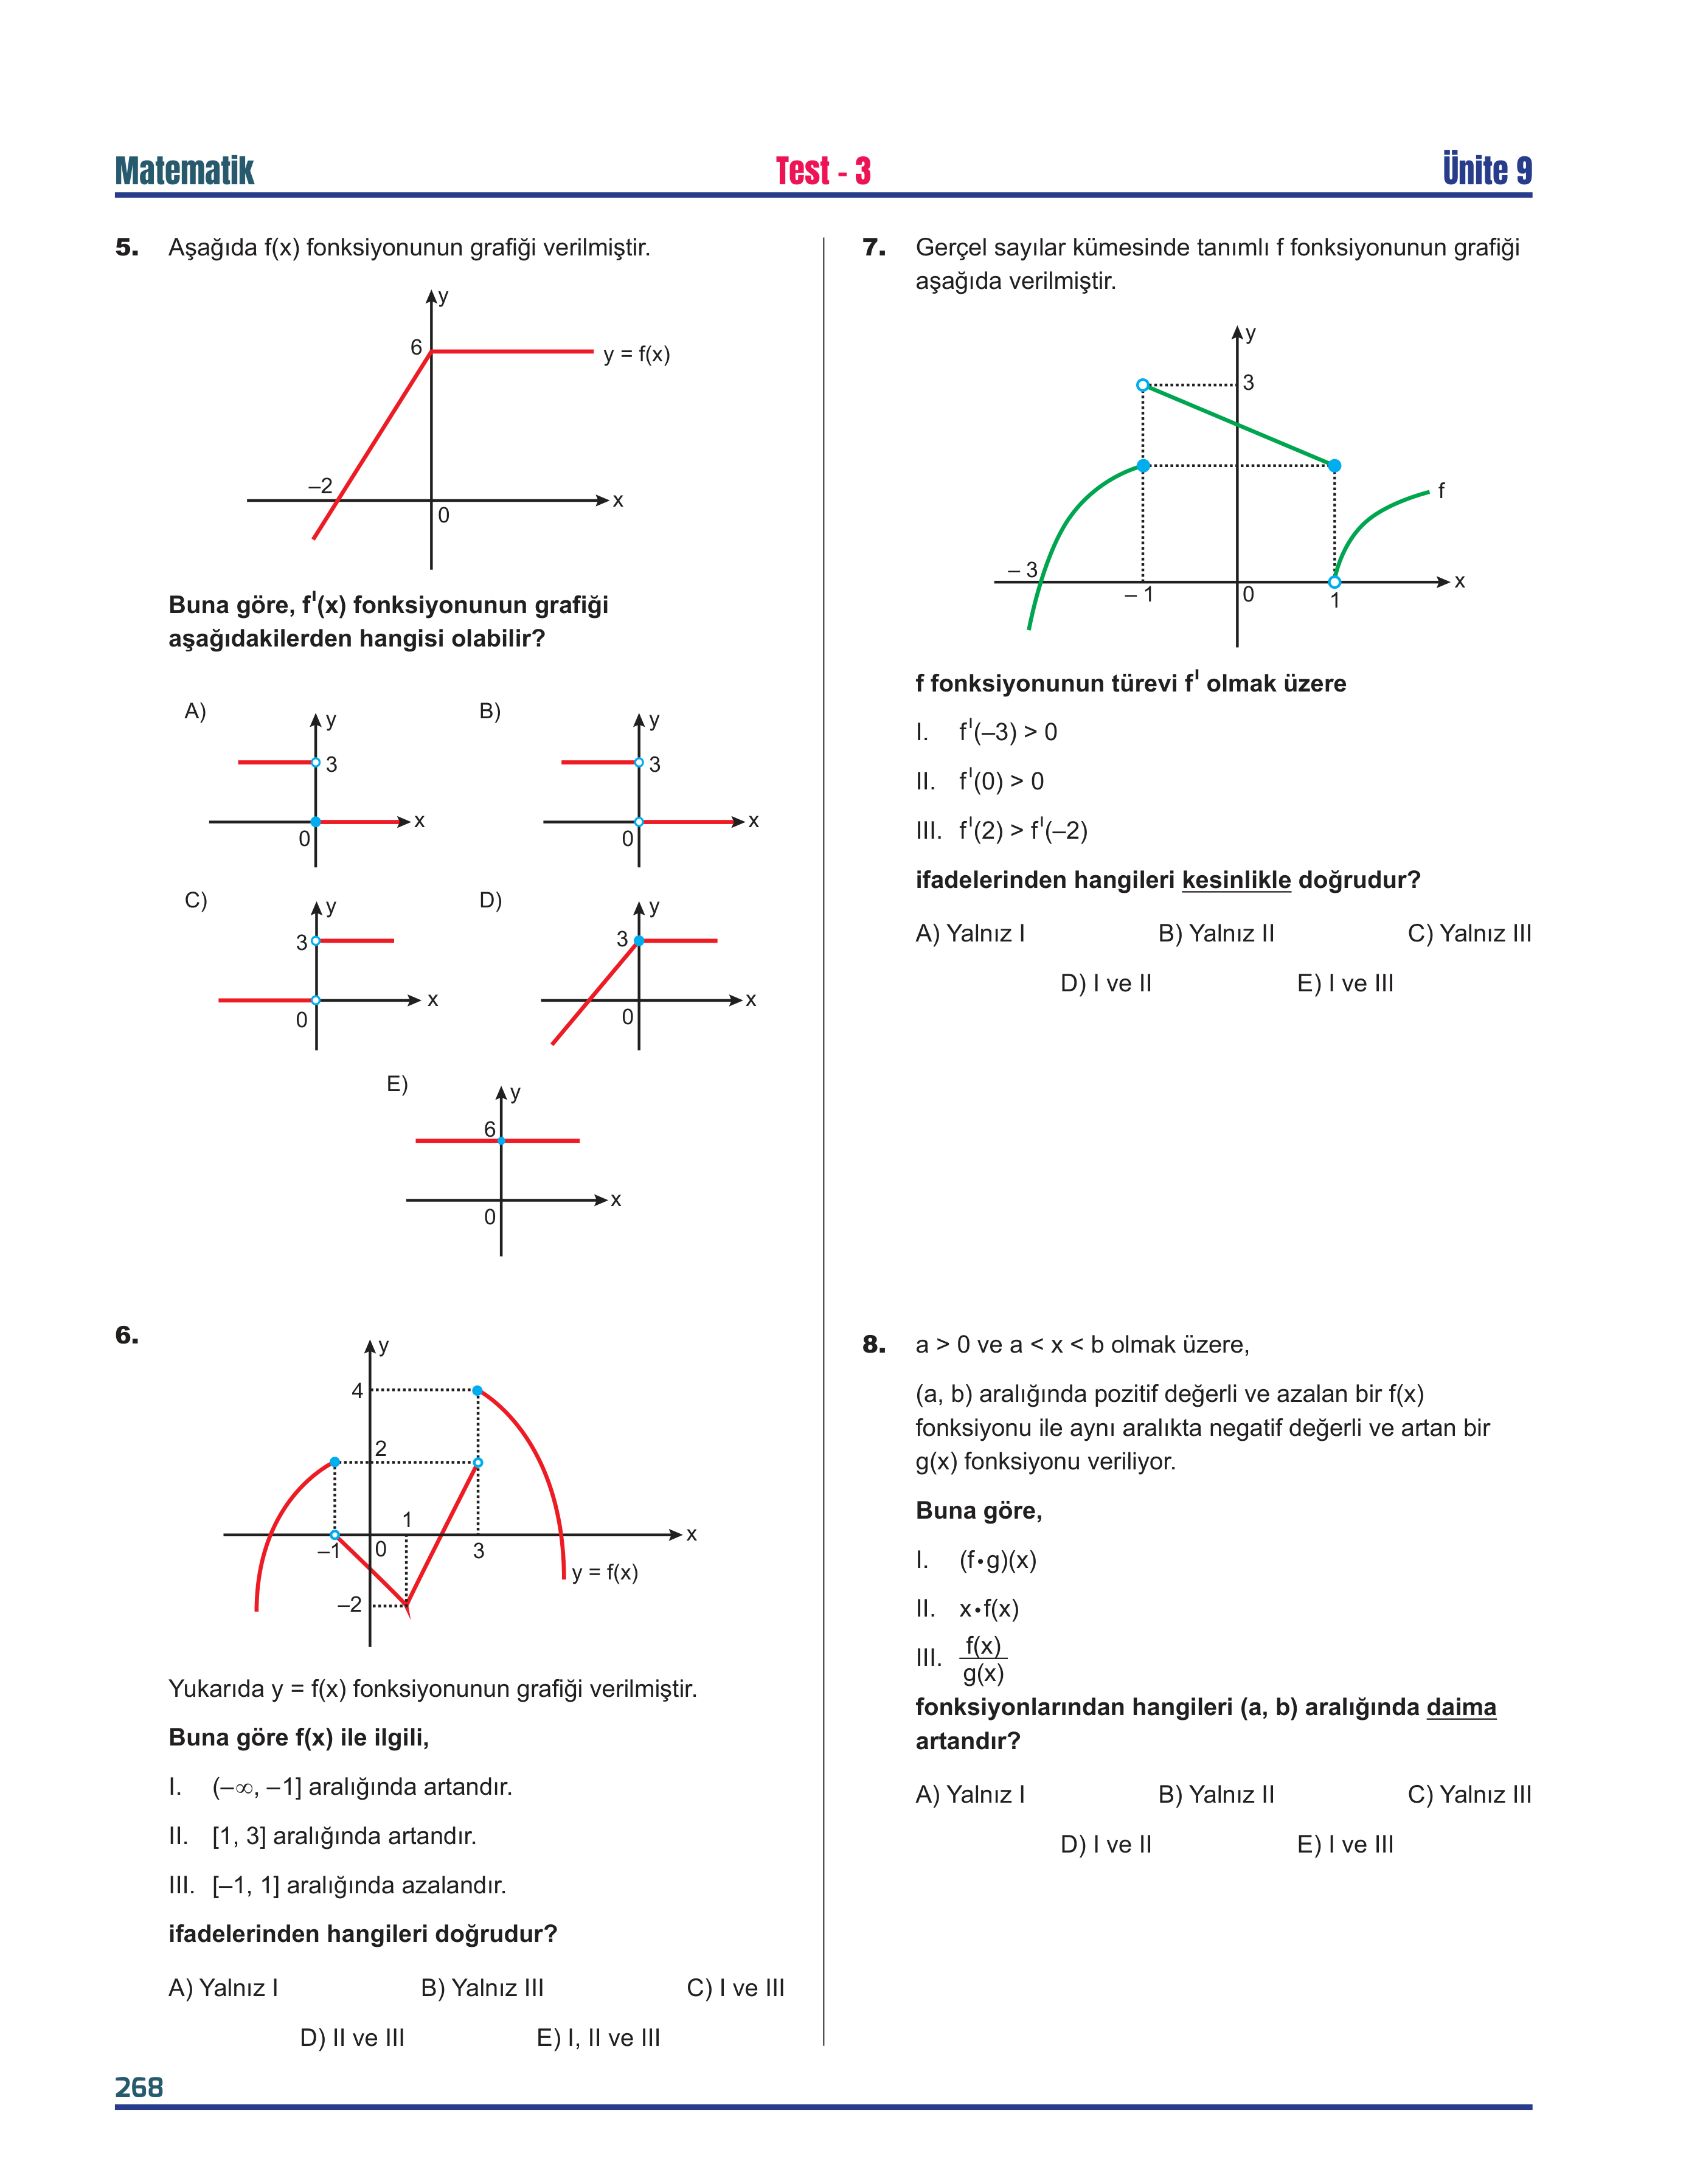 Matematik Test - 3 Ünite 9
5. Aşağıda f(x) fonksiyonunun grafiği verilmiştir.
y
6
y = f(x)
–2
x
0
Buna göre, fᴵ(x) fonksiyonunun grafiği
aşağıdakilerden hangisi olabilir?
A) y
3
x
0
B) y
3
x
0
C) y
3
x
0
D) y
3
x
0
E) y
6
x
0
6.
y
4
2
1
x
–1 0 3
y = f(x)
–2
Yukarıda y = f(x) fonksiyonunun grafiği verilmiştir.
Buna göre f(x) ile ilgili,
I. (–∞, –1] aralığında artandır.
II. [1, 3] aralığında artandır.
III. [–1, 1] aralığında azalandır.
ifadelerinden hangileri doğrudur?
A) Yalnız I B) Yalnız III C) I ve III
D) II ve III E) I, II ve III
7. Gerçel sayılar kümesinde tanımlı f fonksiyonunun grafiği
aşağıda verilmiştir.
y
3
f
– 3
x
– 1 0 1
f fonksiyonunun türevi fᴵ olmak üzere
I. fᴵ(–3) > 0
II. fᴵ(0) > 0
III. fᴵ(2) > fᴵ(–2)
ifadelerinden hangileri kesinlikle doğrudur?
A) Yalnız I B) Yalnız II C) Yalnız III
D) I ve II E) I ve III
8. a > 0 ve a < x < b olmak üzere,
(a, b) aralığında pozitif değerli ve azalan bir f(x)
fonksiyonu ile aynı aralıkta negatif değerli ve artan bir
g(x) fonksiyonu veriliyor.
Buna göre,
I. (f•g)(x)
II. x•f(x)
III. f(x)
g(x)
fonksiyonlarından hangileri (a, b) aralığında daima
artandır?
A) Yalnız I B) Yalnız II C) Yalnız III
D) I ve II E) I ve III
268